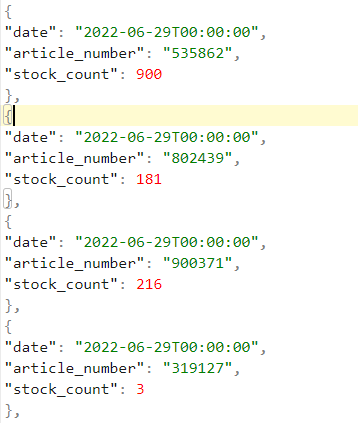 {
"date": "2022-06-29T00:00:00",
"article_number": "535862",
"stock_count": 900
},
{
"date": "2022-06-29T00:00:00",
"article_number": "802439",
"stock_count": 181
},
{
"date": "2022-06-29T00:00:00",
"article_number": "900371",
"stock_count": 216
},
{
"date": "2022-06-29T00:00:00",
"article_number": "319127",
"stock_count": 3
},